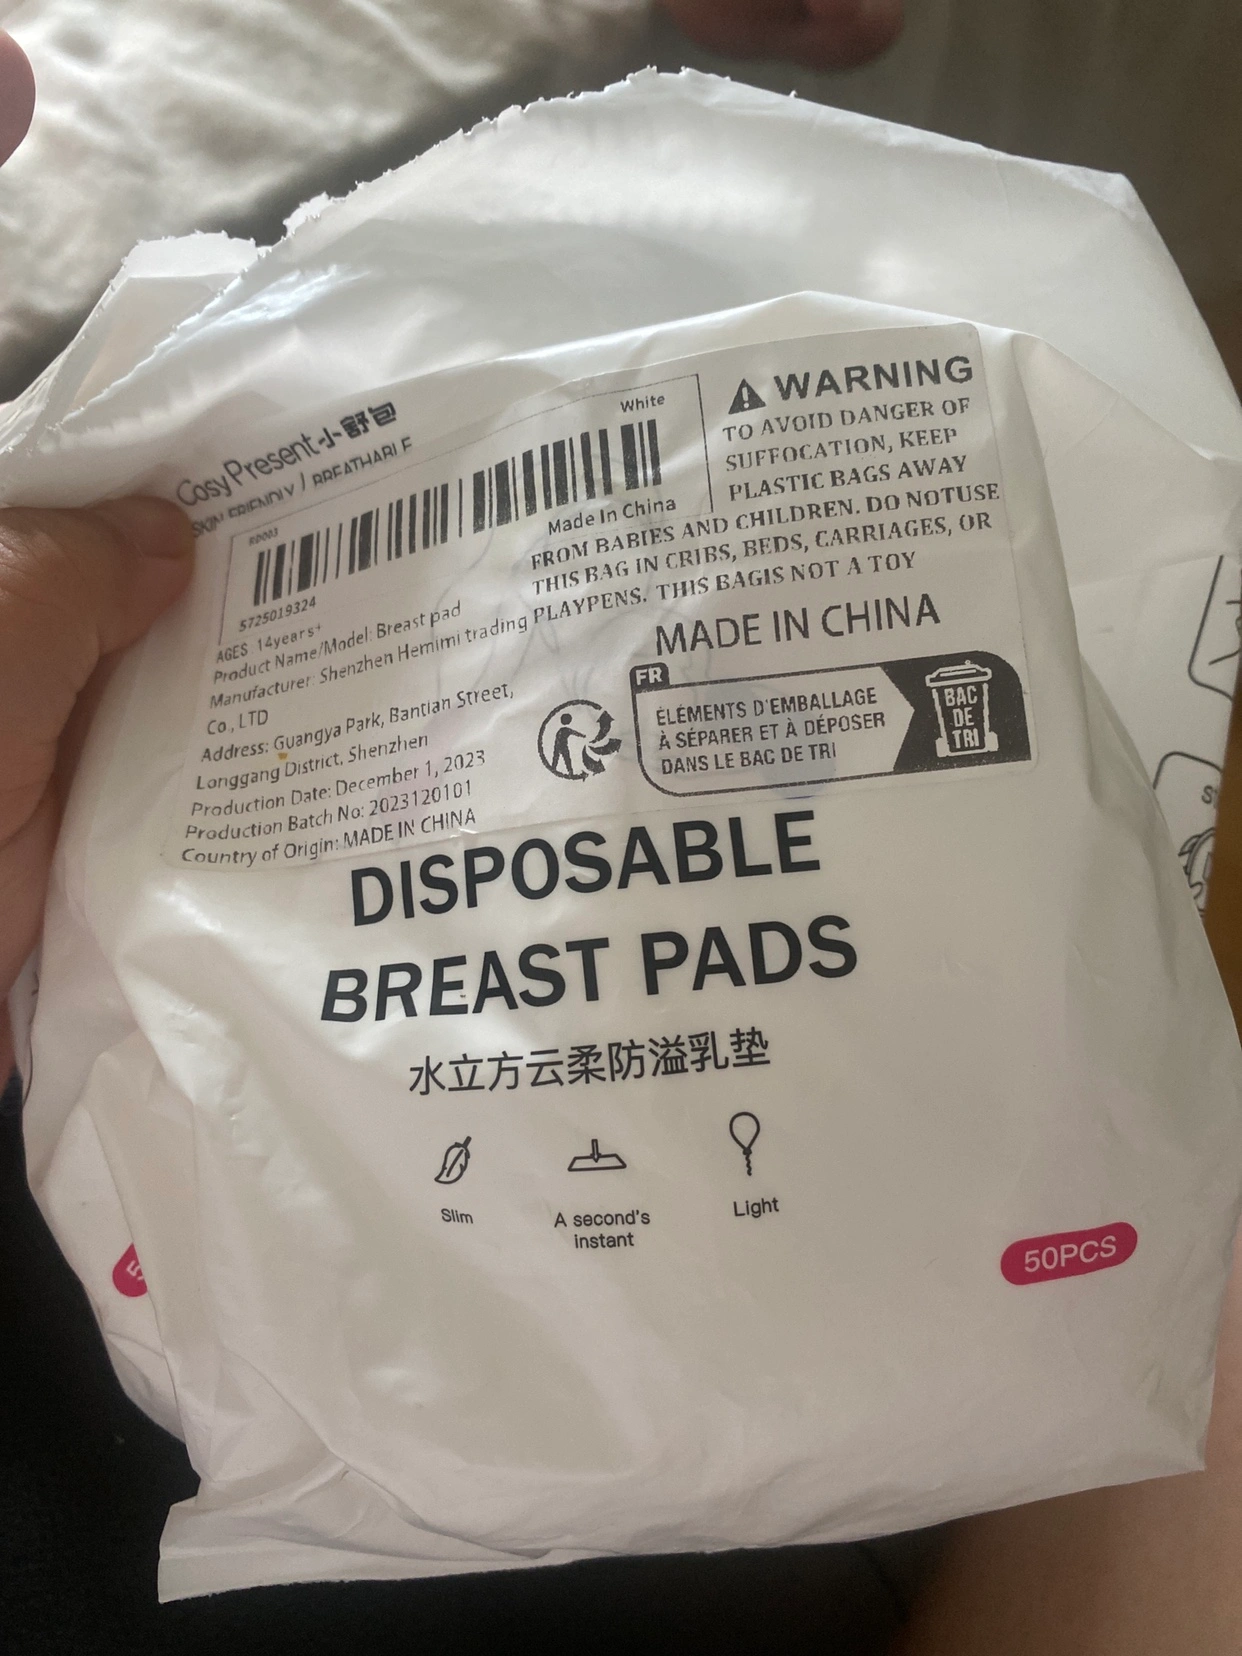 CosyPresent小舒包
SKIN FRIENDLY / BREATHABLE
White
RD003
Made In China
5725019324
AGES 14years+
Product Name/Model: Breast pad
Manufacturer: Shenzhen Hemimi trading
Co., LTD
Address: Guangya Park, Bantian Street,
Longgang District, Shenzhen
Production Date: December 1, 2023
Production Batch No: 2023120101
Country of Origin: MADE IN CHINA
WARNING
TO AVOID DANGER OF
SUFFOCATION, KEEP
PLASTIC BAGS AWAY
FROM BABIES AND CHILDREN. DO NOTUSE
THIS BAG IN CRIBS, BEDS, CARRIAGES, OR
PLAYPENS. THIS BAGIS NOT A TOY
MADE IN CHINA
FR
ÉLÉMENTS D'EMBALLAGE
À SÉPARER ET À DÉPOSER
DANS LE BAC DE TRI
BAC
DE
TRI
DISPOSABLE
BREAST PADS
水立方云柔防溢乳垫
Slim
A second's
instant
Light
50PCS